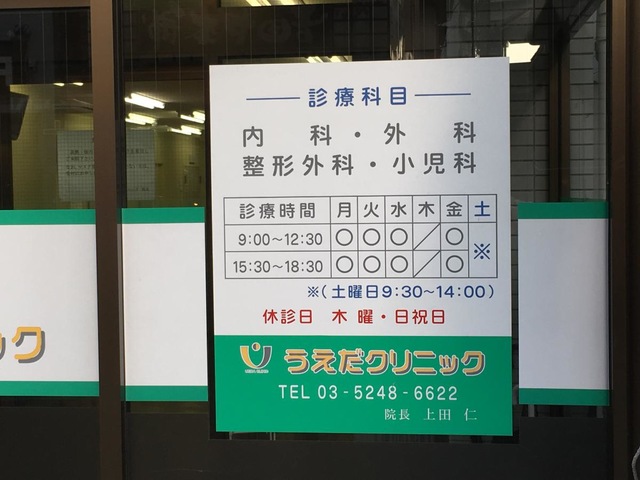 診療科目
内科・外科
整形外科・小児科
診療時間 月 火 水 木 金 土
9:00～12:30 ○ ○ ○ ／ ○ ※
15:30～18:30 ○ ○ ○ ／ ○
※(土曜日9:30～14:00)
休診日 木曜・日祝日
うえだクリニック
TEL 03-5248-6622
院長 上田 仁
ック